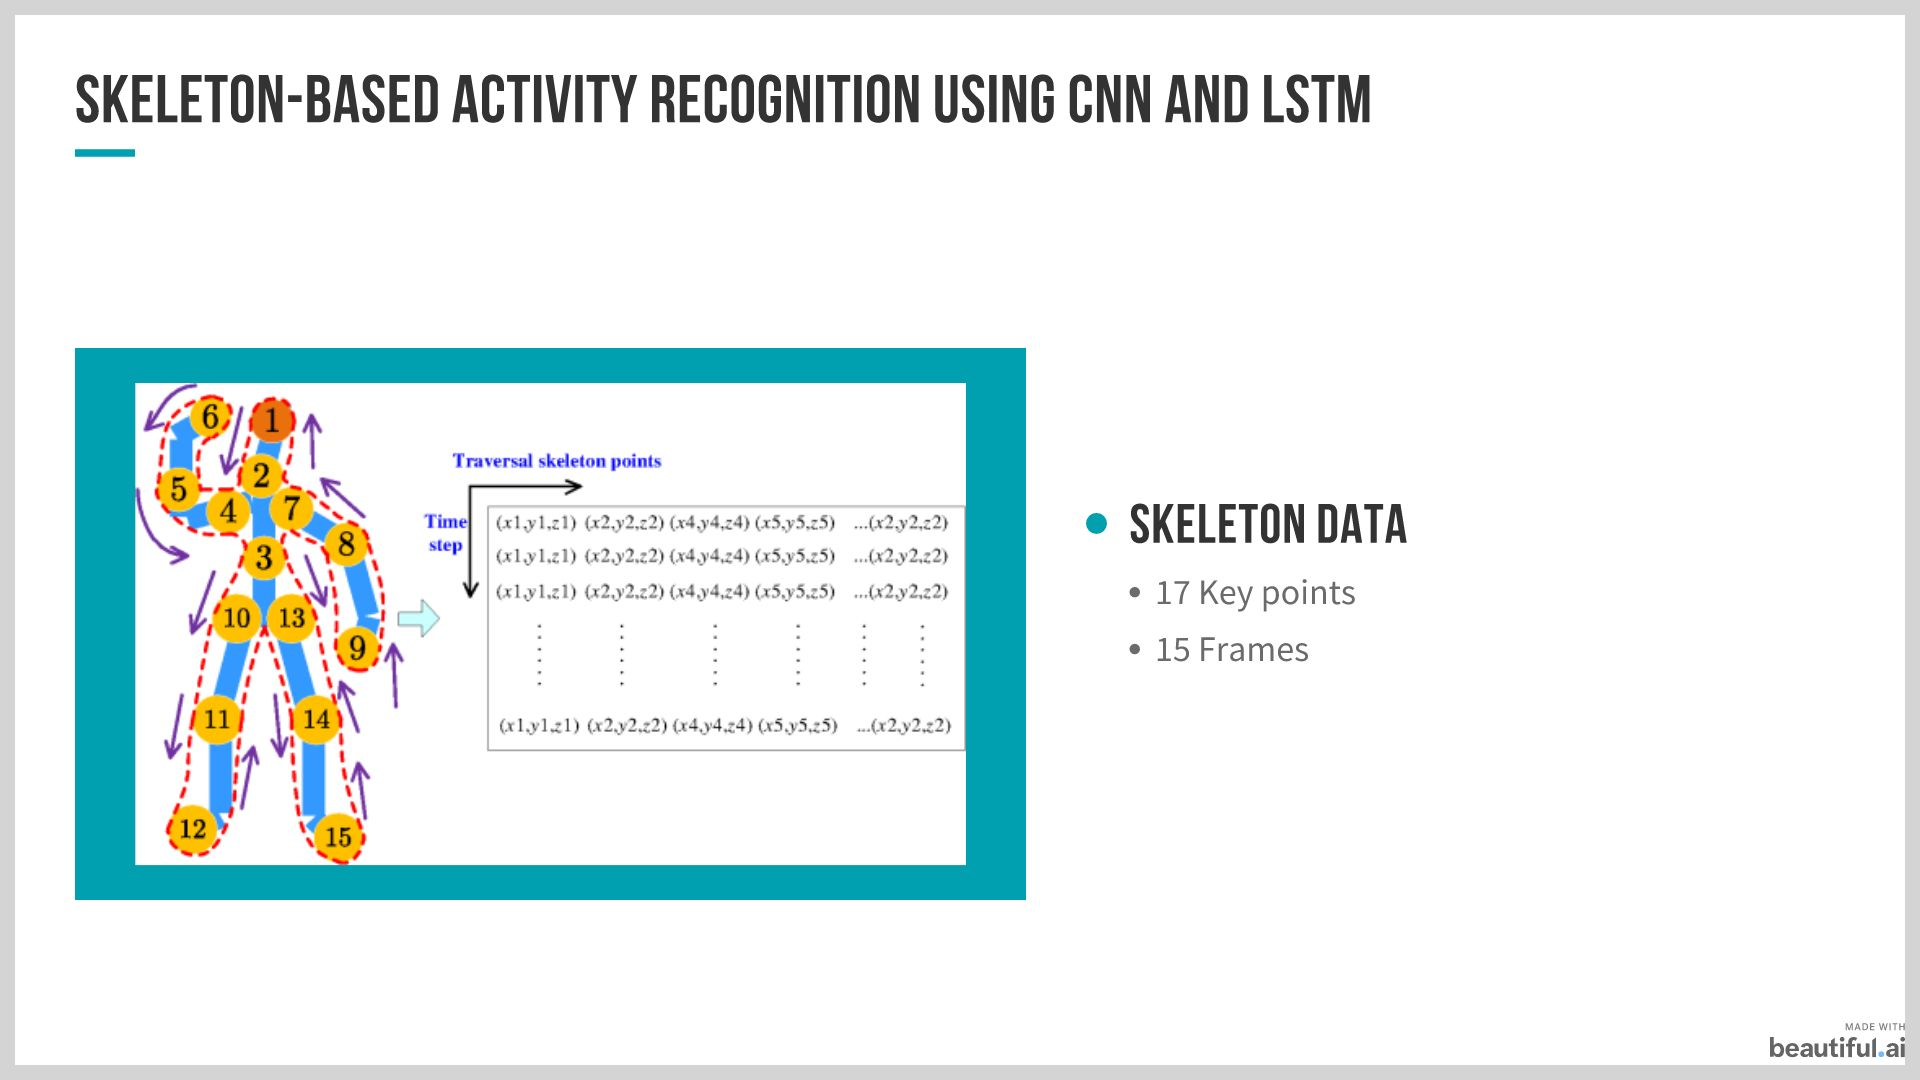 SKELETON-BASED ACTIVITY RECOGNITION USING CNN AND LSTM
6
1
2
5
4
7
3
8
10
13
9
11
14
12
15
Traversal skeleton points
Time
step
(x1,y1,z1) (x2,y2,z2) (x4,y4,z4) (x5,y5,z5) ...(x2,y2,z2)
(x1,y1,z1) (x2,y2,z2) (x4,y4,z4) (x5,y5,z5) ...(x2,y2,z2)
(x1,y1,z1) (x2,y2,z2) (x4,y4,z4) (x5,y5,z5) ...(x2,y2,z2)
(x1,y1,z1) (x2,y2,z2) (x4,y4,z4) (x5,y5,z5) ...(x2,y2,z2)
SKELETON DATA
• 17 Key points
• 15 Frames
MADE WITH
beautiful.ai